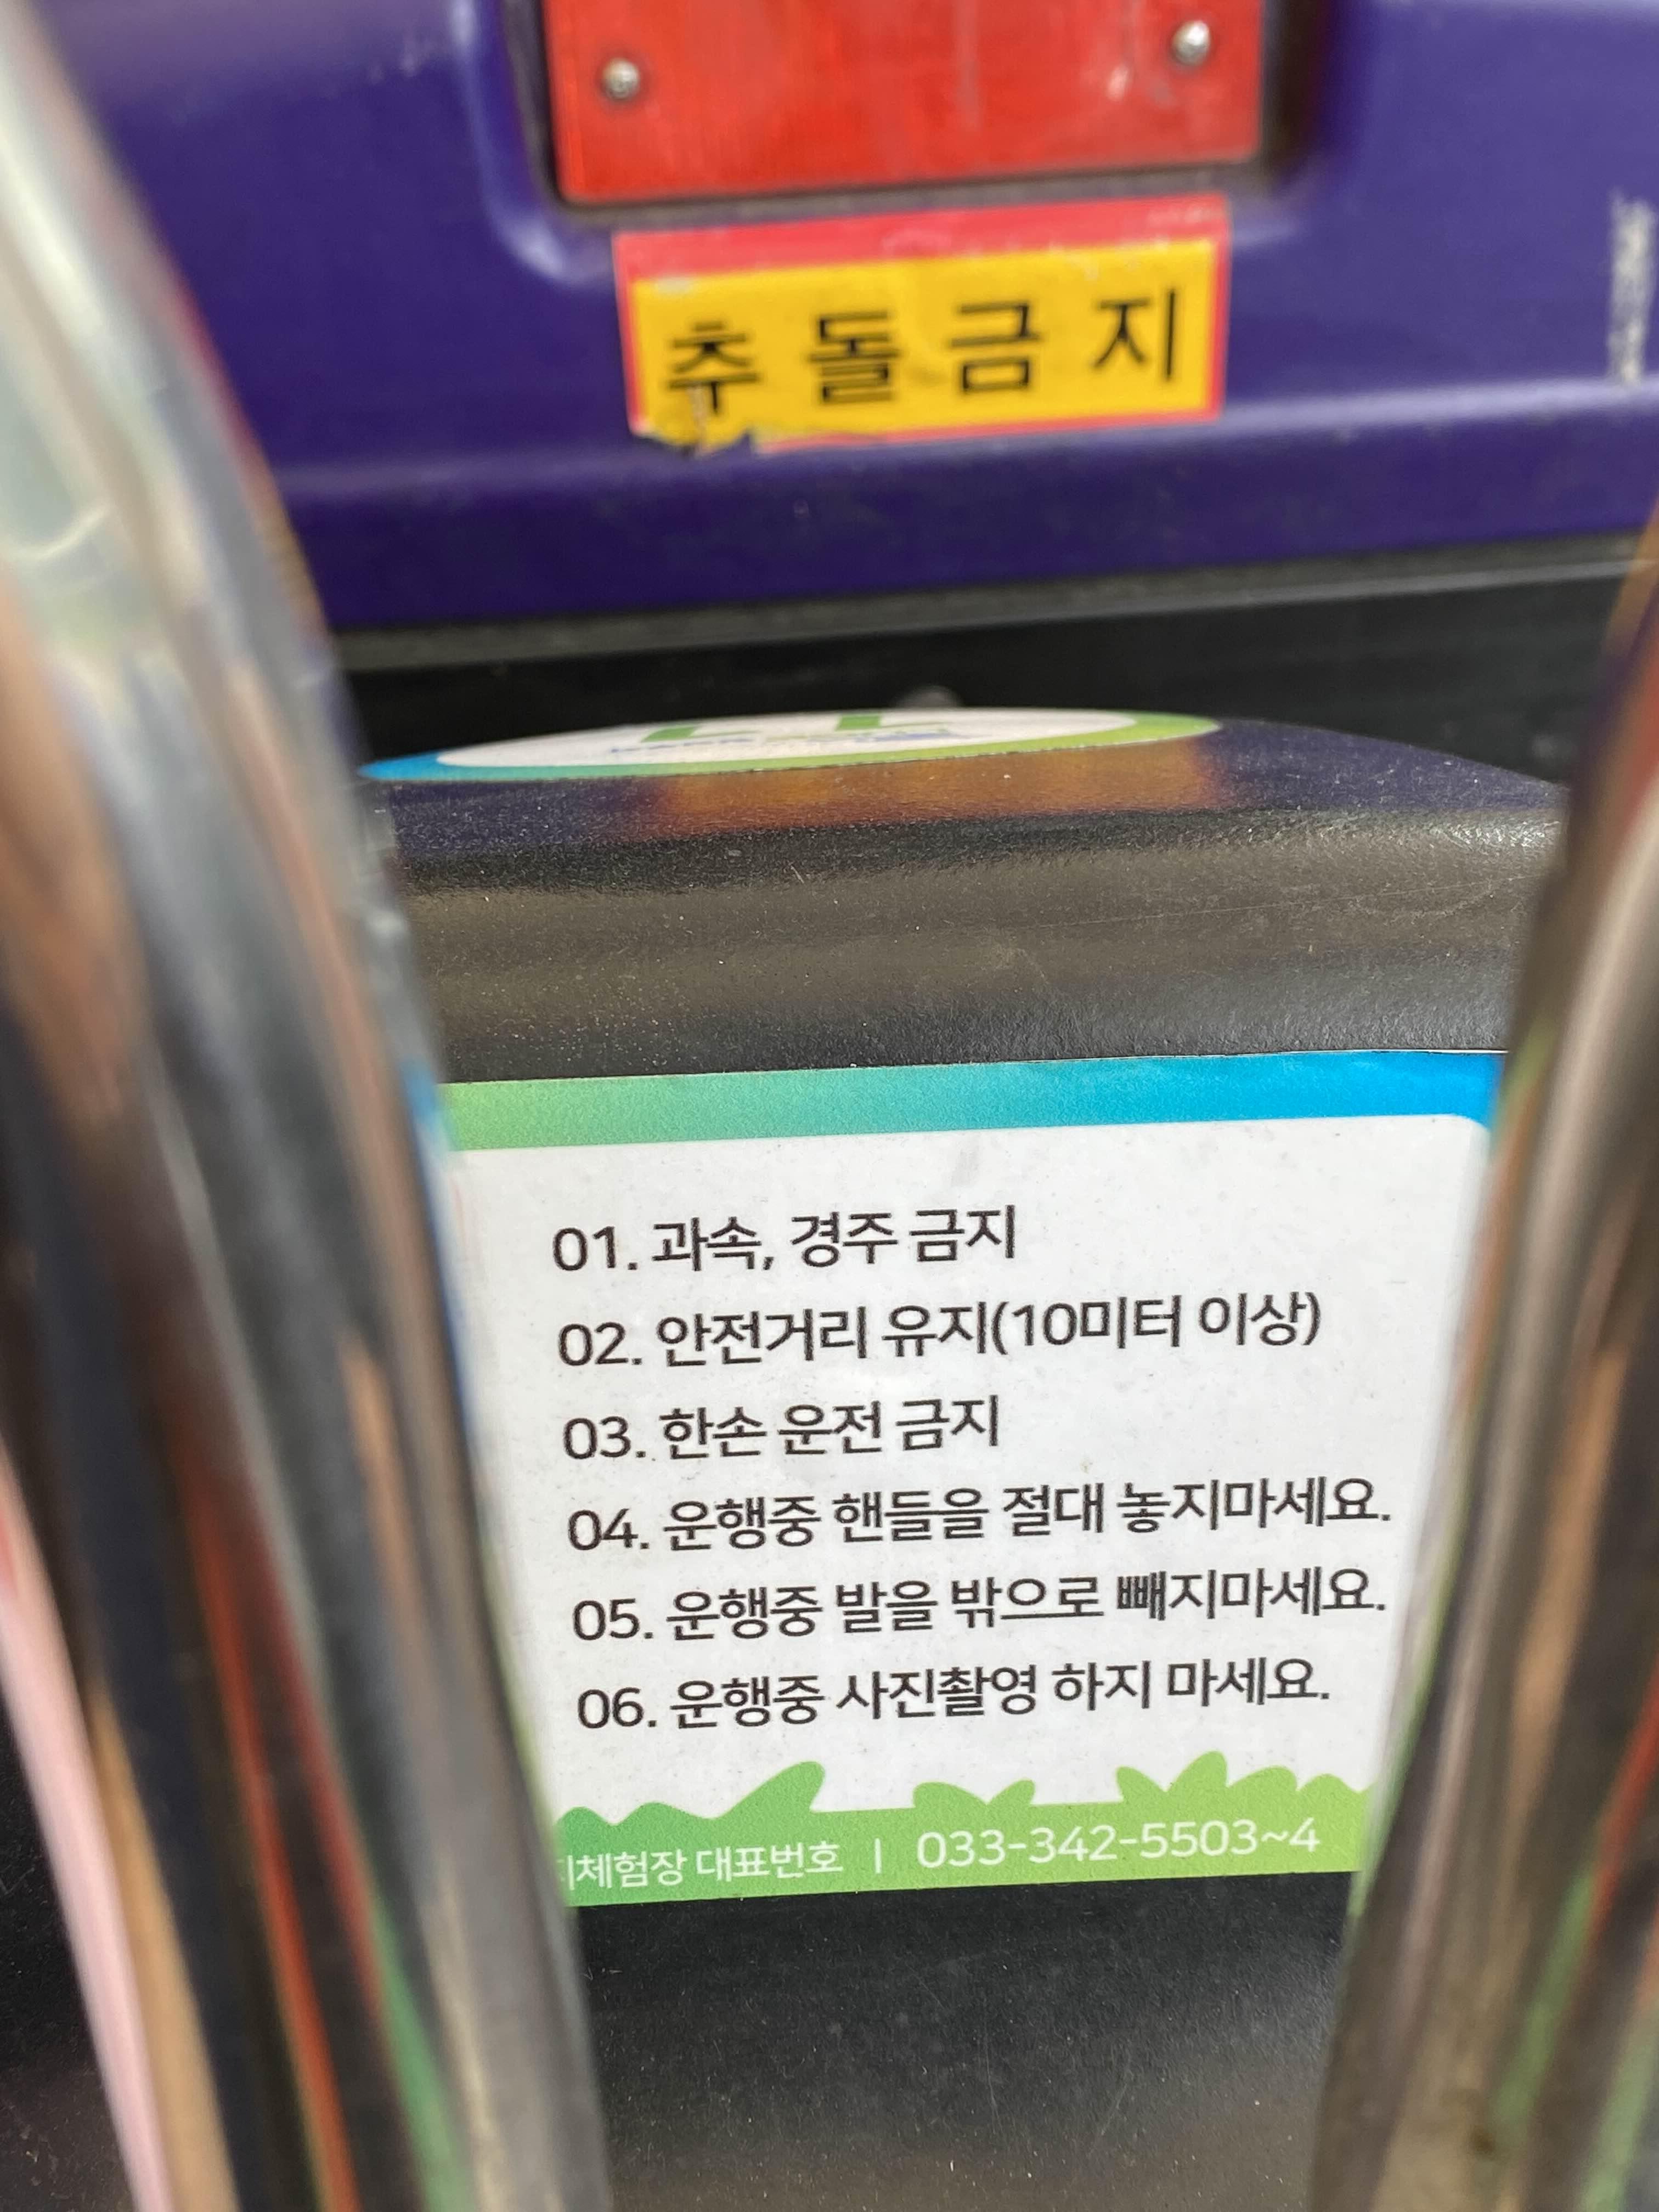 추돌금지
01. 과속, 경주 금지
02. 안전거리 유지(10미터 이상)
03. 한손 운전 금지
04. 운행중 핸들을 절대 놓지마세요.
05. 운행중 발을 밖으로 빼지마세요.
06. 운행중 사진촬영 하지 마세요.
대표번호 | 033-342-5503~4